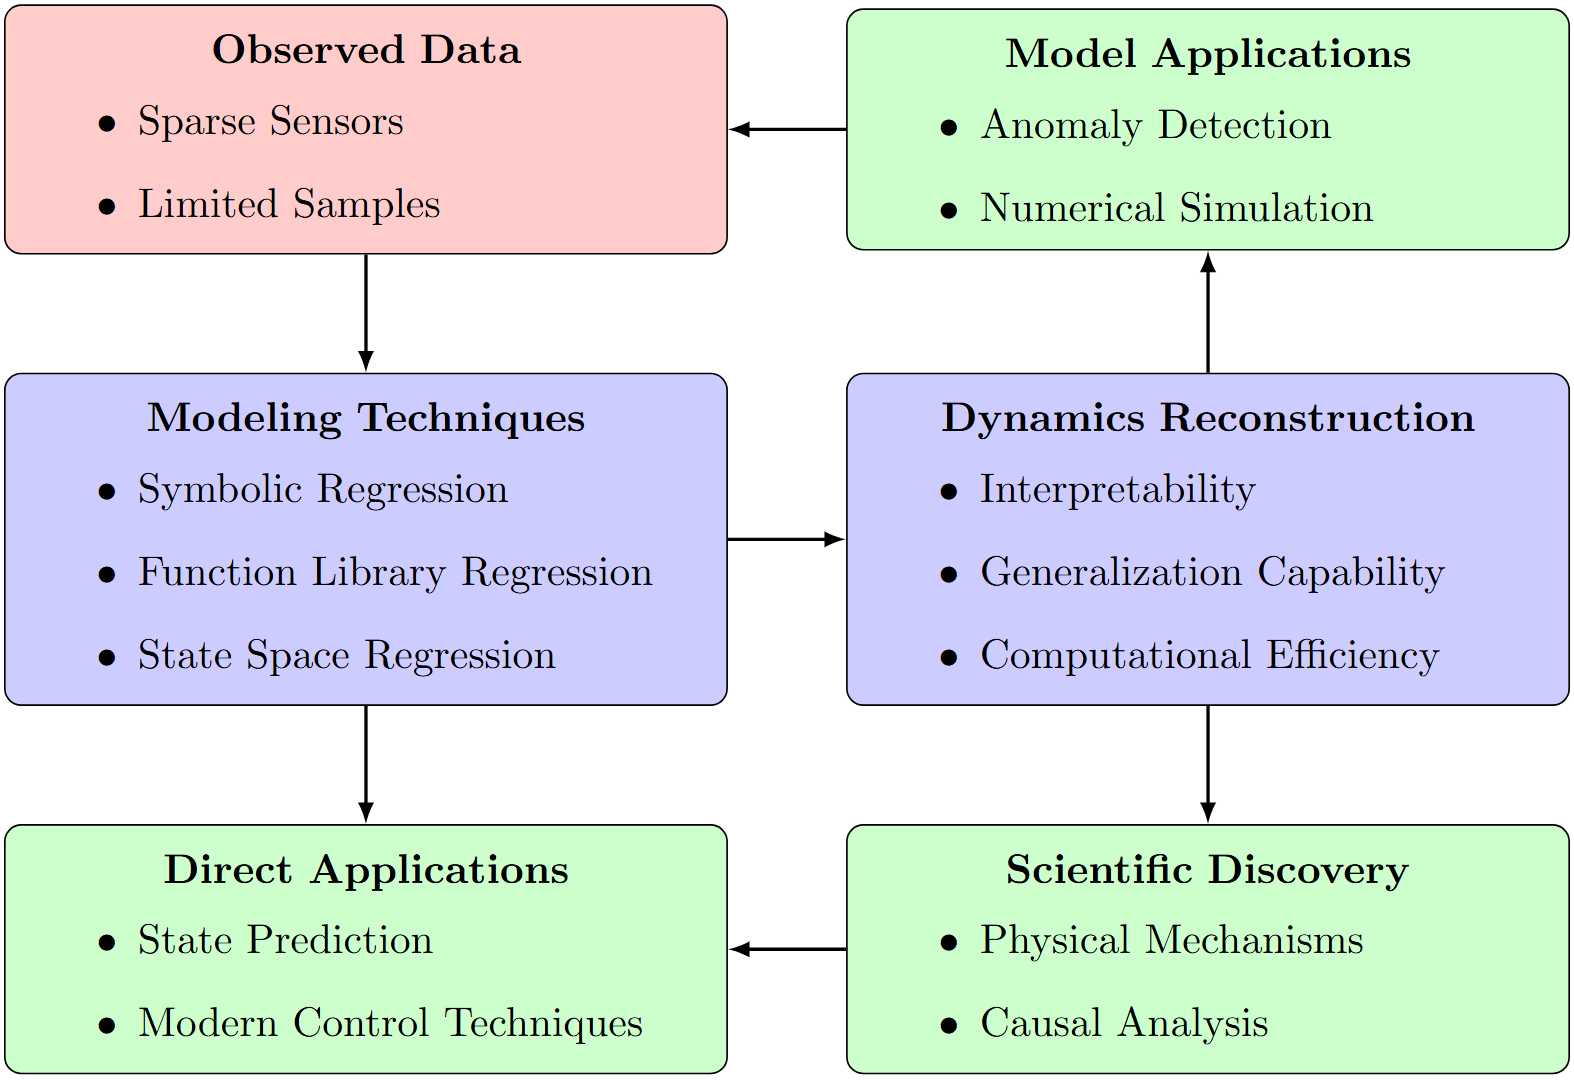 Observed Data
• Sparse Sensors
• Limited Samples
Model Applications
• Anomaly Detection
• Numerical Simulation
Modeling Techniques
• Symbolic Regression
• Function Library Regression
• State Space Regression
Dynamics Reconstruction
• Interpretability
• Generalization Capability
• Computational Efficiency
Direct Applications
• State Prediction
• Modern Control Techniques
Scientific Discovery
• Physical Mechanisms
• Causal Analysis